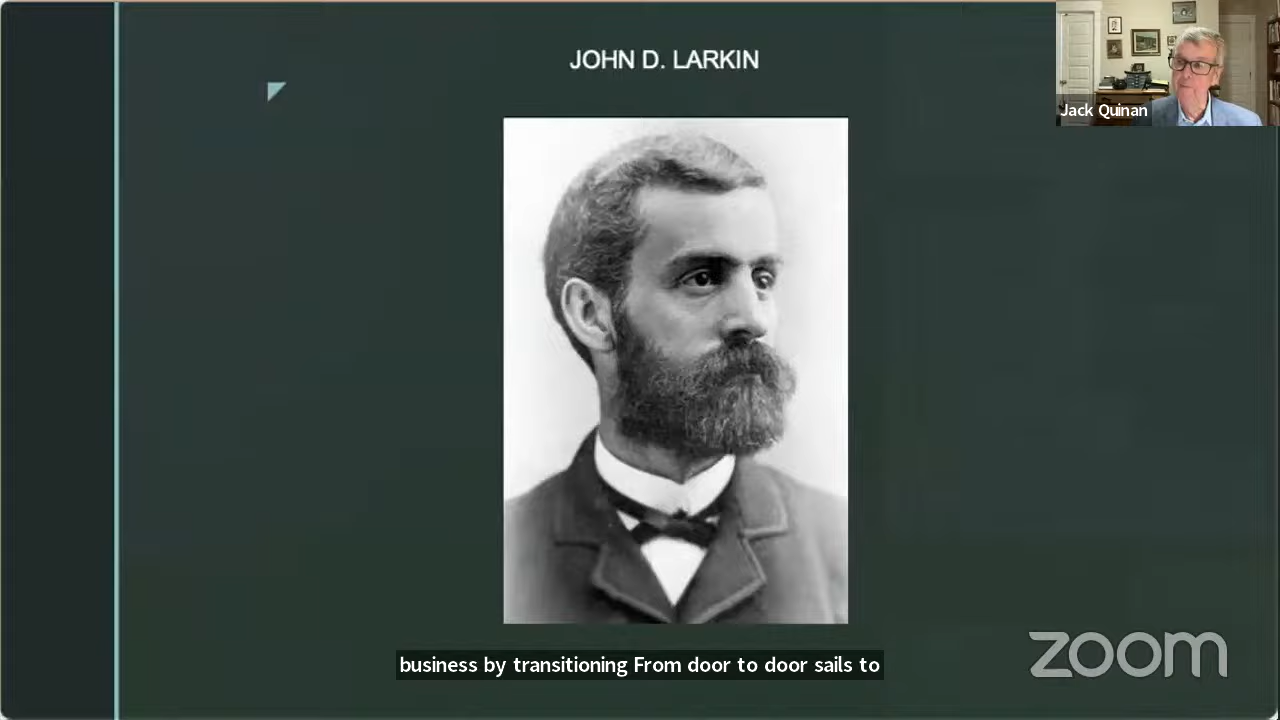 JOHN D. LARKIN
Jack Quinan
business by transitioning From door to door sails to
zoom